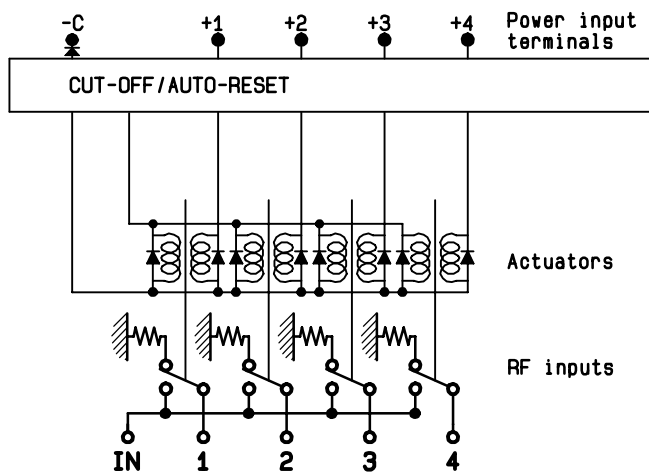 -C +1 +2 +3 +4 Power input
terminals
CUT-OFF/AUTO-RESET
Actuators
RF inputs
IN 1 2 3 4